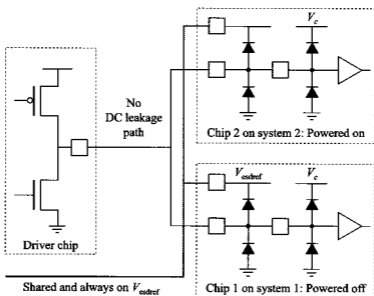 V_c
No
DC leakage
path
Chip 2 on system 2: Powered on
V_esdref
V_c
Driver chip
Shared and always on V_esdref
Chip 1 on system 1: Powered off